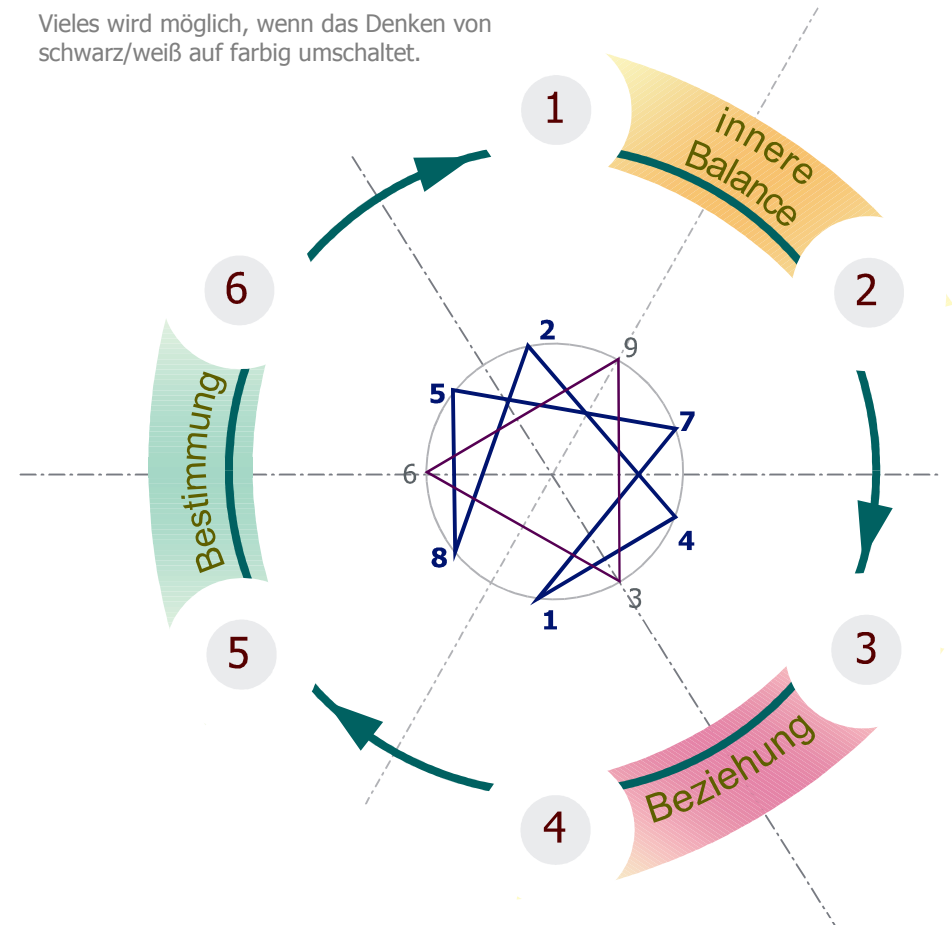 Vieles wird möglich, wenn das Denken von
schwarz/weiß auf farbig umschaltet.
1
innere
Balance
2
3
Beziehung
4
5
Bestimmung
6
2
9
5
7
6
4
8
3
1